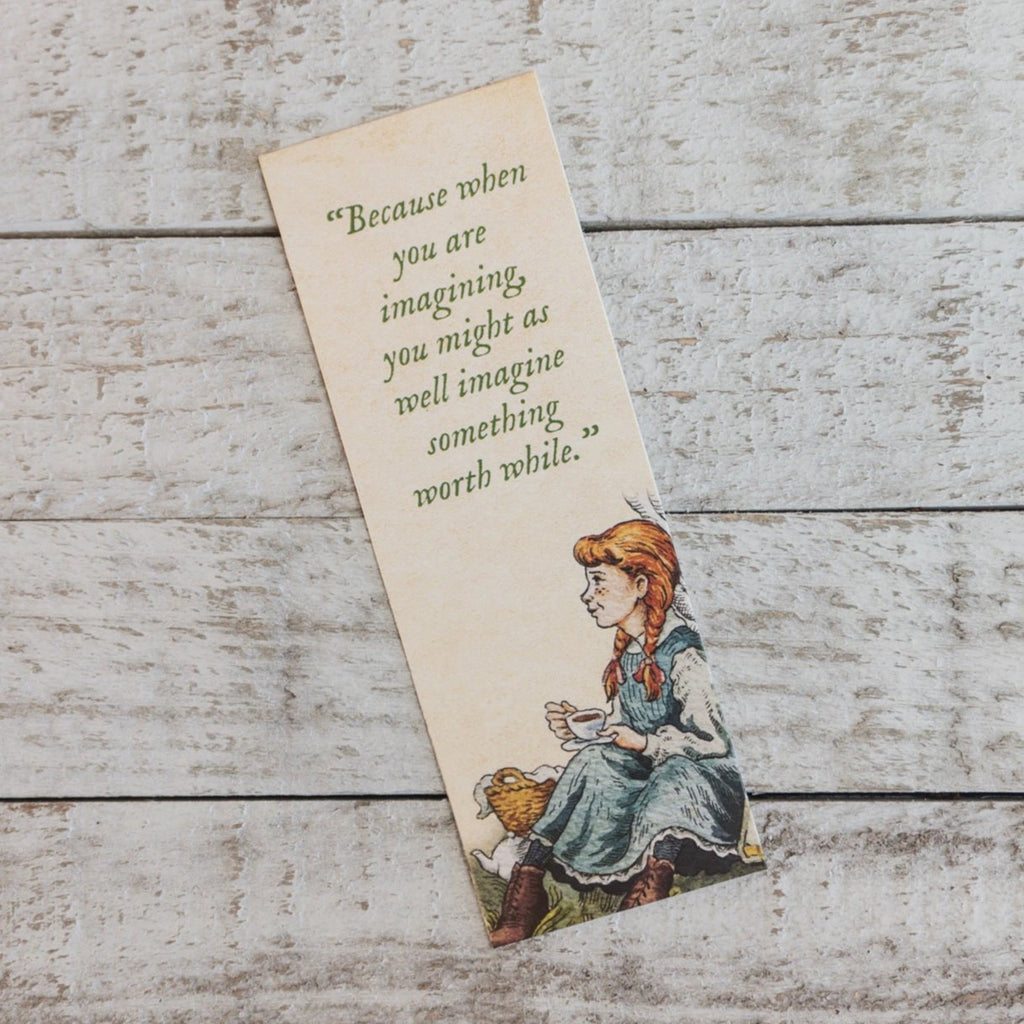 “Because when
you are
imagining,
you might as
well imagine
something
worth while.”